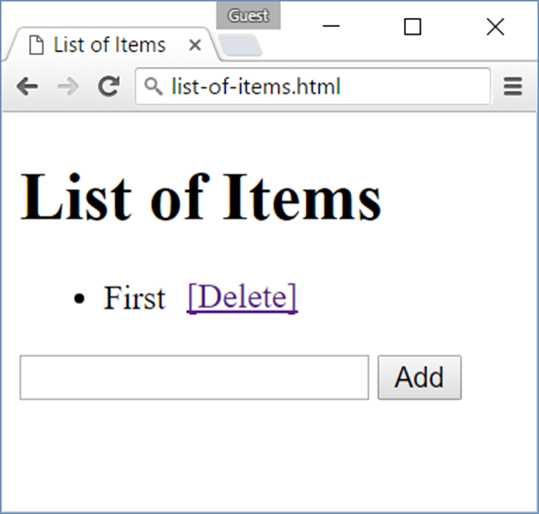 Guest
List of Items
list-of-items.html
List of Items
First [Delete]
Add